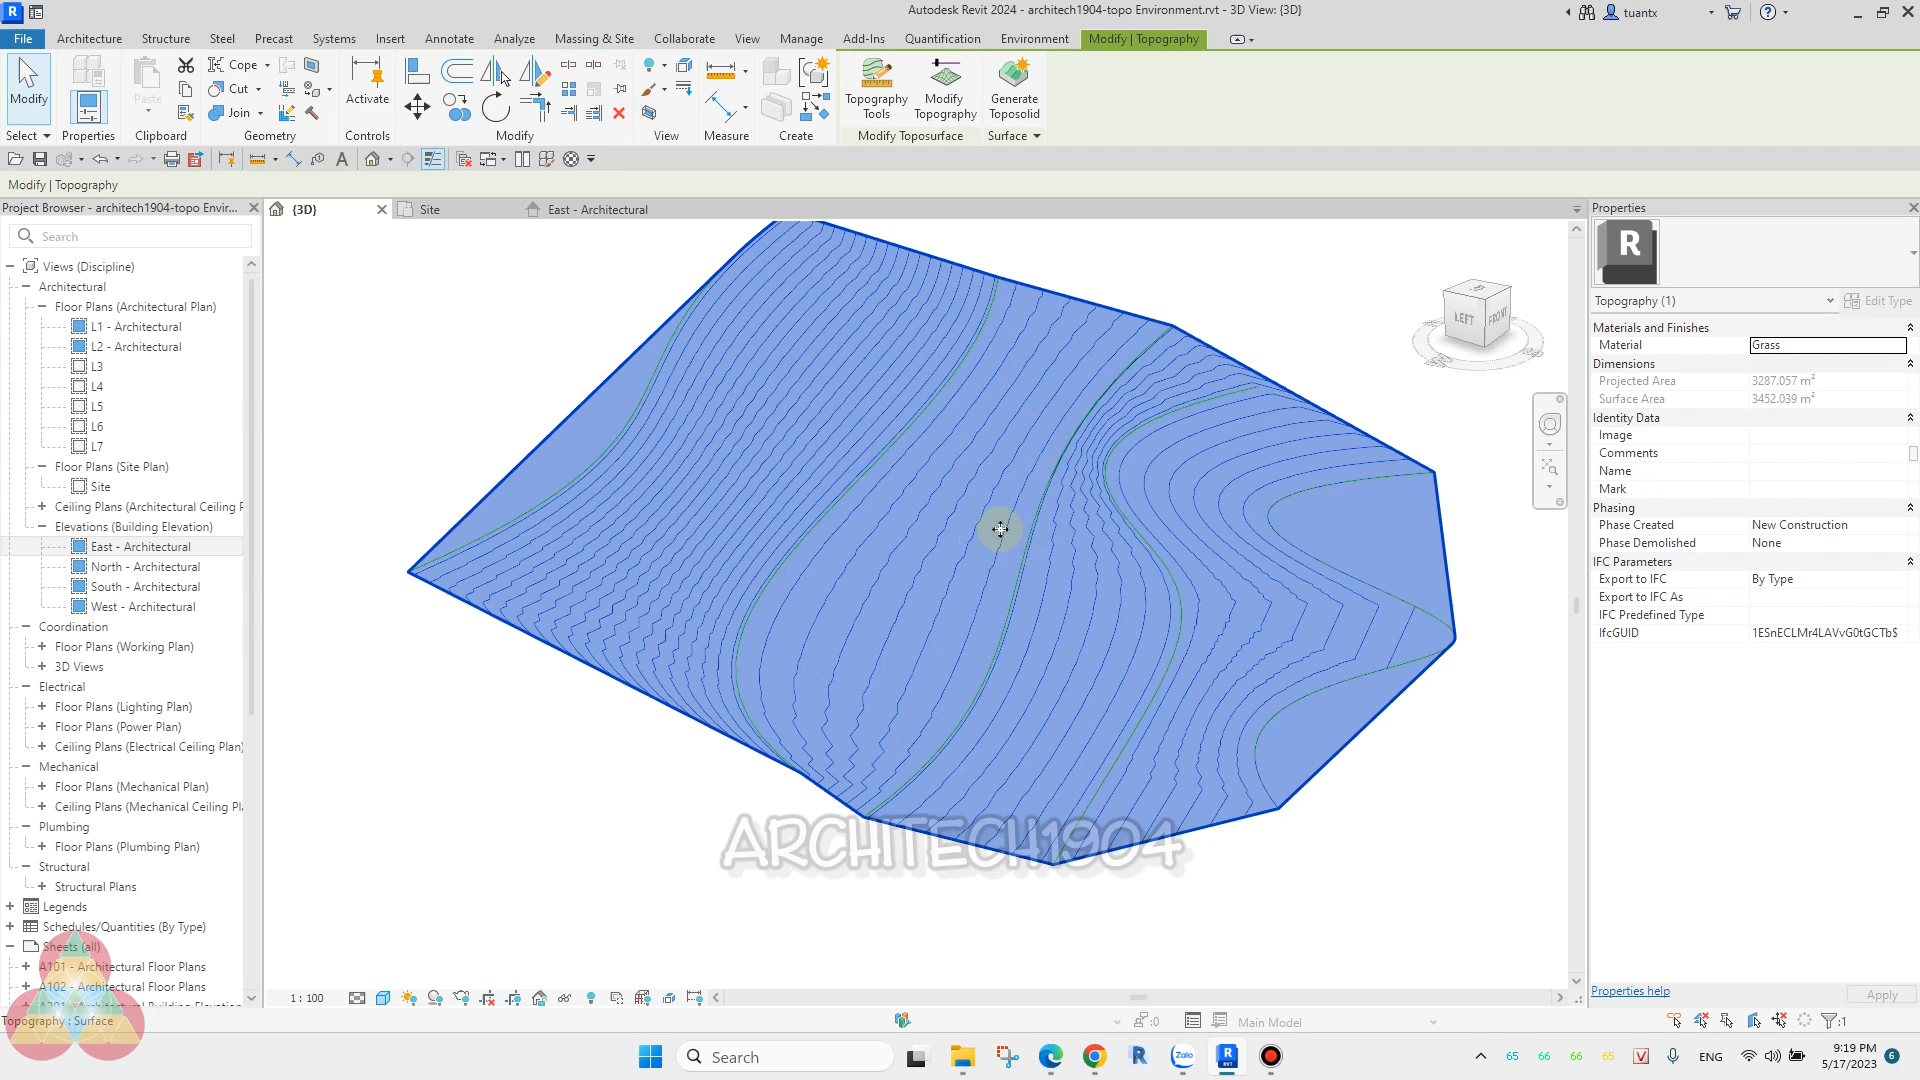 Autodesk Revit 2024 - architech1904-topo Environment.rvt - 3D View: {3D}
tuantx
File
Architecture
Structure
Steel
Precast
Systems
Insert
Annotate
Analyze
Massing & Site
Collaborate
View
Manage
Add-Ins
Quantification
Environment
Modify | Topography
Modify
Paste
Cope
Cut
Join
Activate
Topography Tools
Modify Topography
Generate Toposolid
Select
Properties
Clipboard
Geometry
Controls
Modify
View
Measure
Create
Modify Toposurface
Surface
Modify | Topography
Project Browser - architech1904-topo Envir...
Search
Views (Discipline)
Architectural
Floor Plans (Architectural Plan)
L1 - Architectural
L2 - Architectural
L3
L4
L5
L6
L7
Floor Plans (Site Plan)
Site
Ceiling Plans (Architectural Ceiling F
Elevations (Building Elevation)
East - Architectural
North - Architectural
South - Architectural
West - Architectural
Coordination
Floor Plans (Working Plan)
3D Views
Electrical
Floor Plans (Lighting Plan)
Floor Plans (Power Plan)
Ceiling Plans (Electrical Ceiling Plan)
Mechanical
Floor Plans (Mechanical Plan)
Ceiling Plans (Mechanical Ceiling Pl
Plumbing
Floor Plans (Plumbing Plan)
Structural
Structural Plans
Legends
Schedules/Quantities (By Type)
Sheets (all)
A101 - Architectural Floor Plans
A102 - Architectural Floor Plans
Topography : Surface
{3D}
Site
East - Architectural
LEFT
FRONT
ARCHITECH1904
1 : 100
:0
Main Model
:1
Properties
R
Topography (1)
Edit Type
Materials and Finishes
Material Grass
Dimensions
Projected Area 3287.057 m²
Surface Area 3452.039 m²
Identity Data
Image
Comments
Name
Mark
Phasing
Phase Created New Construction
Phase Demolished None
IFC Parameters
Export to IFC By Type
Export to IFC As
IFC Predefined Type
IfcGUID 1ESnECLMr4LAVvG0tGCTb$
Properties help
Apply
Search
Zalo
65
66
66
65
V
ENG
9:19 PM
5/17/2023
6